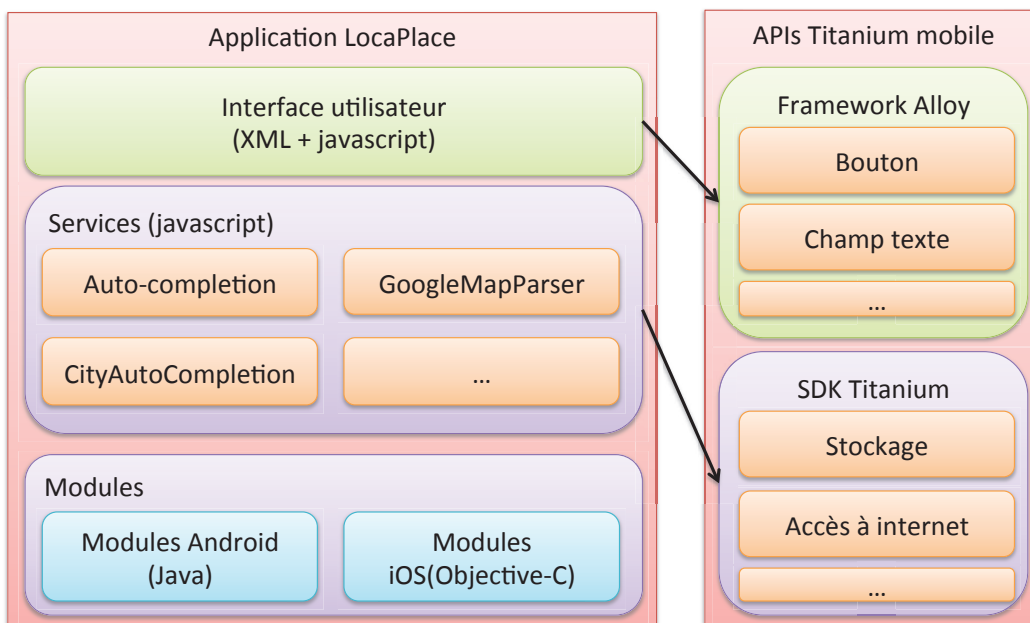 Application LocaPlace
Interface utilisateur
(XML + javascript)
Services (javascript)
Auto-completion
GoogleMapParser
CityAutoCompletion
...
Modules
Modules Android
(Java)
Modules
iOS(Objective-C)
APIs Titanium mobile
Framework Alloy
Bouton
Champ texte
...
SDK Titanium
Stockage
Accès à internet
...